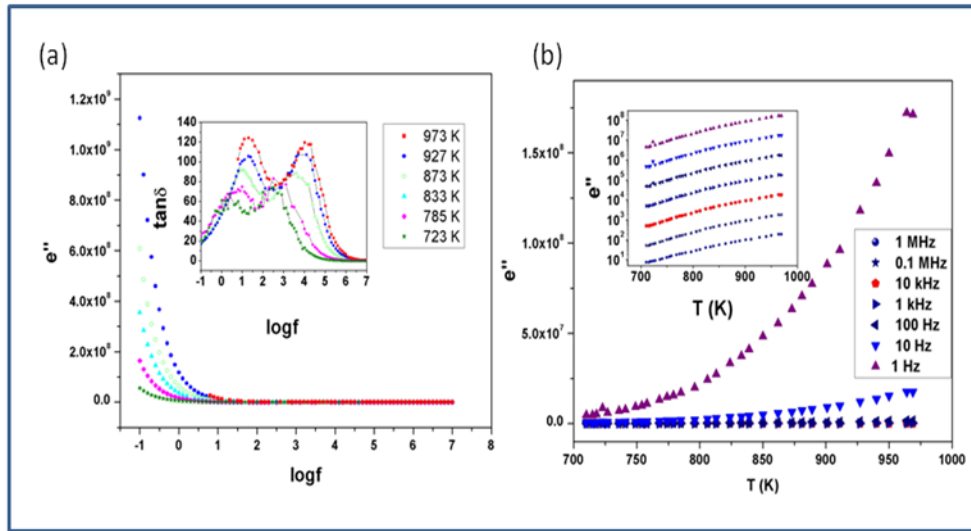 (a)
e''
1.2x10⁹
1.0x10⁹
8.0x10⁸
6.0x10⁸
4.0x10⁸
2.0x10⁸
0.0
-1 0 1 2 3 4 5 6 7 8
logf
tanδ
140
120
100
80
60
40
20
0
-1 0 1 2 3 4 5 6 7
logf
973 K
927 K
873 K
833 K
785 K
723 K
(b)
e''
1.5x10⁸
1.0x10⁸
5.0x10⁷
0.0
700 750 800 850 900 950 1000
T (K)
e''
10⁸
10⁷
10⁶
10⁵
10⁴
10³
10²
10¹
700 800 900 1000
T (K)
1 MHz
0.1 MHz
10 kHz
1 kHz
100 Hz
10 Hz
1 Hz